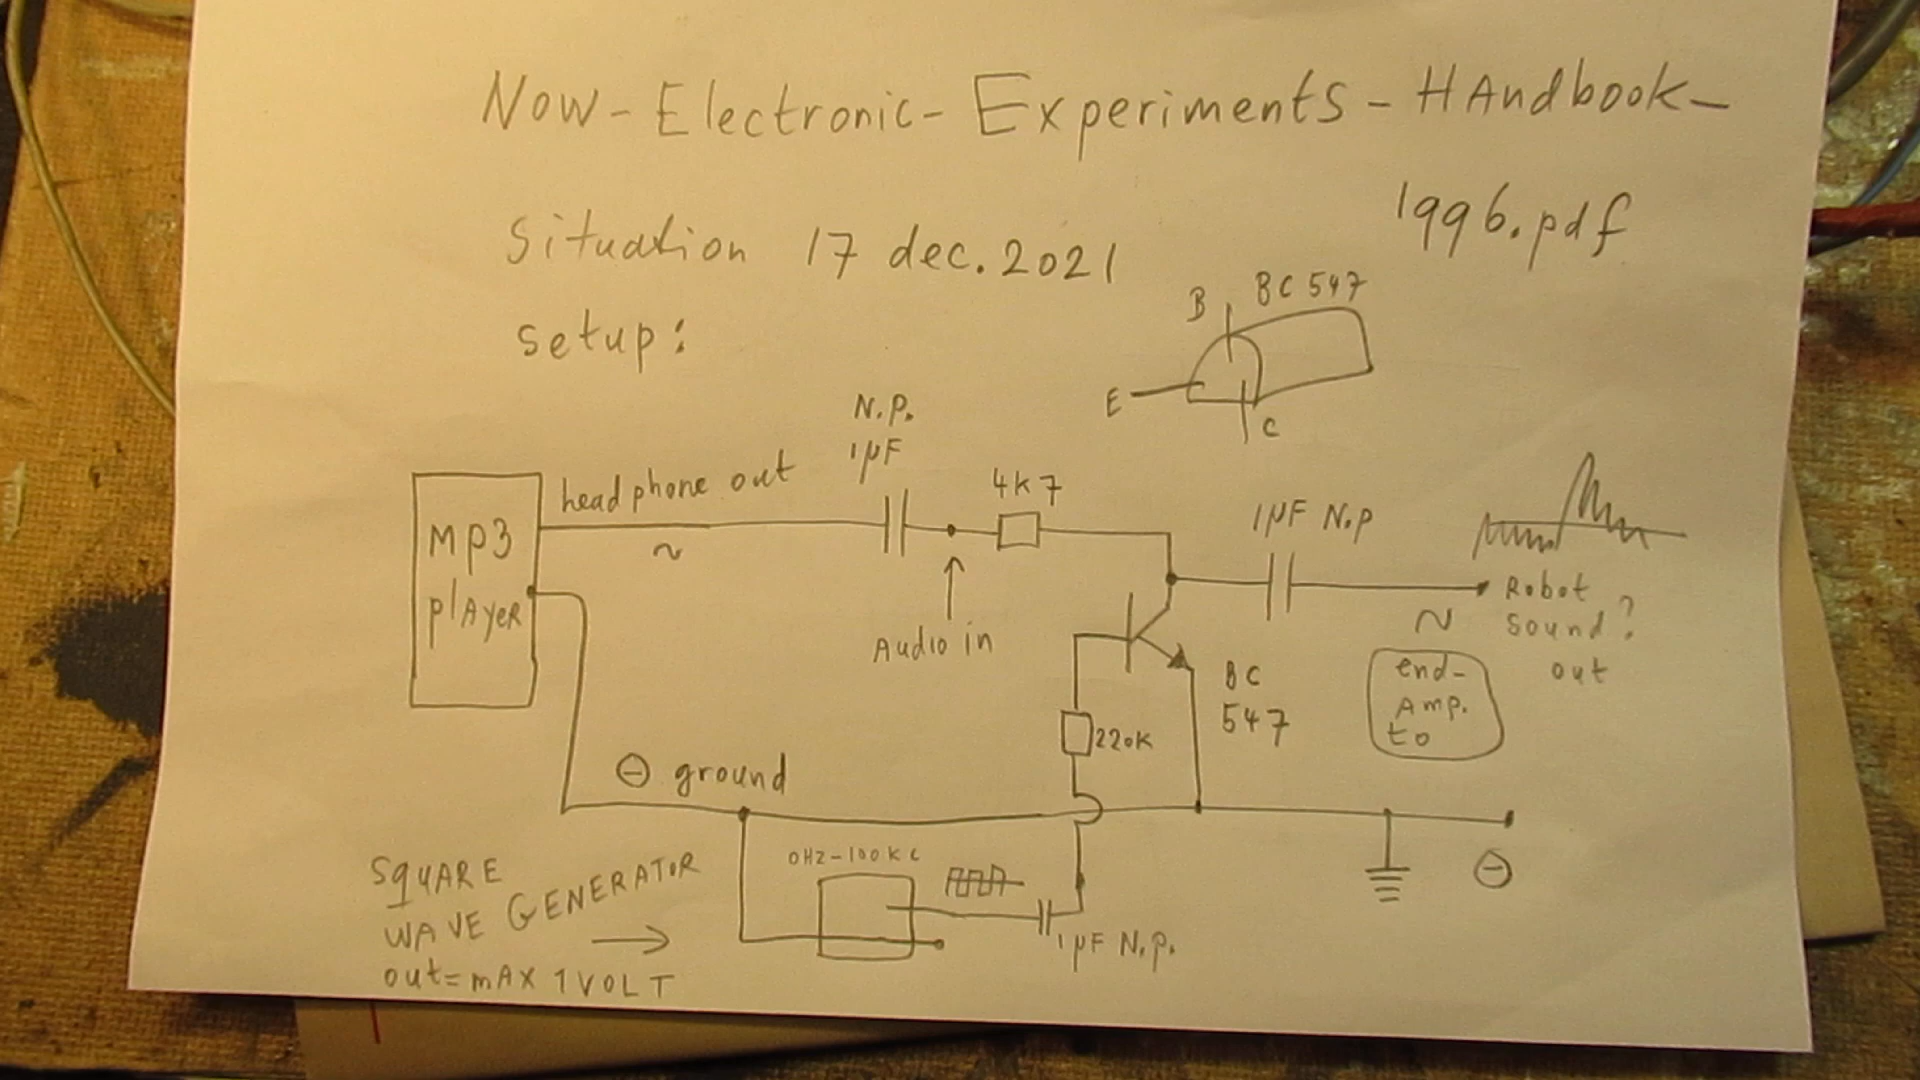 Now-Electronic-Experiments-HAndbook-
1996.pdf
situation 17 dec. 2021
setup:
B BC 547
E
C
N.P.
1µF
headphone out
~
4K7
1µF N.P
mp3
plAyeR
Audio in
Robot
sound?
out
~
BC
547
end-
Amp.
to
220K
⊖ ground
⊖
0HZ-100KC
SquARE
WAVE GENERATOR
→
out=mAX 1VOLT
1µF N.P.